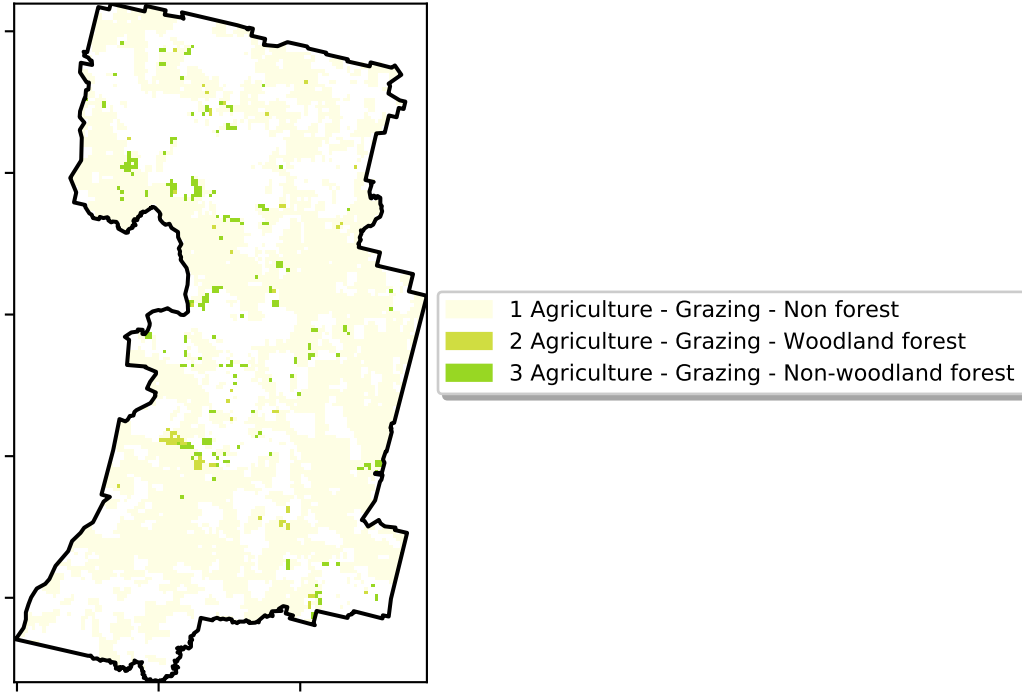 1 Agriculture - Grazing - Non forest
2 Agriculture - Grazing - Woodland forest
3 Agriculture - Grazing - Non-woodland forest